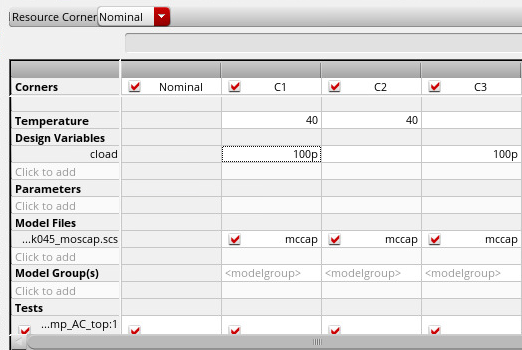 Resource Corner Nominal
Corners Nominal C1 C2 C3
Temperature 40 40
Design Variables
cload 100p 100p
Click to add
Parameters
Click to add
Model Files
...k045_moscap.scs mccap mccap mccap
Click to add
Model Group(s) <modelgroup> <modelgroup> <modelgroup>
Click to add
Tests
...mp_AC_top:1